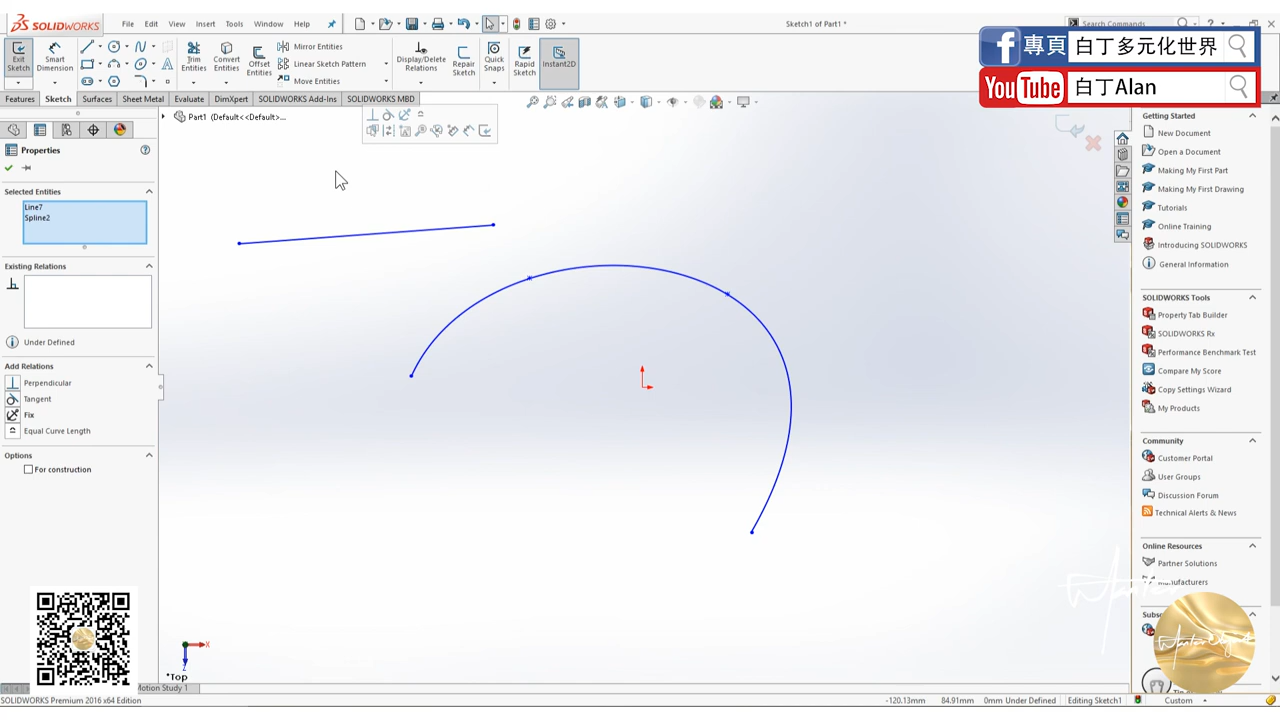 SOLIDWORKS
File Edit View Insert Tools Window Help
Sketch1 of Part1 *
Search Commands
專頁 白丁多元化世界
YouTube 白丁Alan
Exit Sketch
Smart Dimension
Trim Entities
Convert Entities
Offset Entities
Mirror Entities
Linear Sketch Pattern
Move Entities
Display/Delete Relations
Repair Sketch
Quick Snaps
Rapid Sketch
Instant2D
Features Sketch Surfaces Sheet Metal Evaluate DimXpert SOLIDWORKS Add-Ins SOLIDWORKS MBD
Part1 (Default<<Default>...
Properties
Selected Entities
Line7
Spline2
Existing Relations
Under Defined
Add Relations
Perpendicular
Tangent
Fix
Equal Curve Length
Options
For construction
X
Z
*Top
Motion Study 1
Getting Started
New Document
Open a Document
Making My First Part
Making My First Drawing
Tutorials
Online Training
Introducing SOLIDWORKS
General Information
SOLIDWORKS Tools
Property Tab Builder
SOLIDWORKS Rx
Performance Benchmark Test
Compare My Score
Copy Settings Wizard
My Products
Community
Customer Portal
User Groups
Discussion Forum
Technical Alerts & News
Online Resources
Partner Solutions
Manufacturers
SOLIDWORKS Premium 2016 x64 Edition
-120.13mm 84.91mm 0mm Under Defined Editing Sketch1 Custom